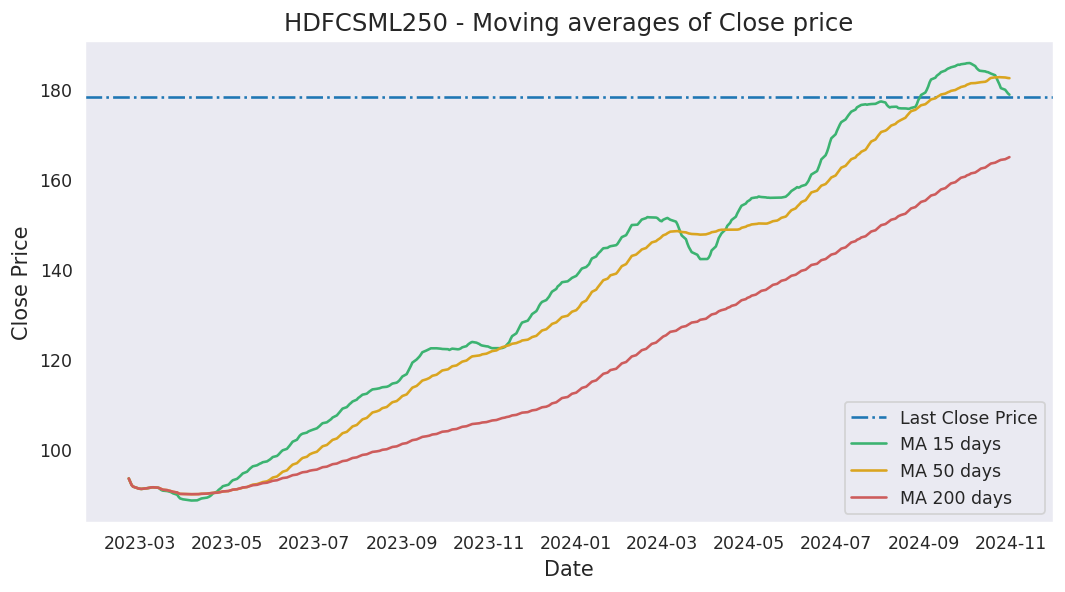 HDFCSML250 - Moving averages of Close price
Close Price
180
160
140
120
100
Last Close Price
MA 15 days
MA 50 days
MA 200 days
2023-03 2023-05 2023-07 2023-09 2023-11 2024-01 2024-03 2024-05 2024-07 2024-09 2024-11
Date